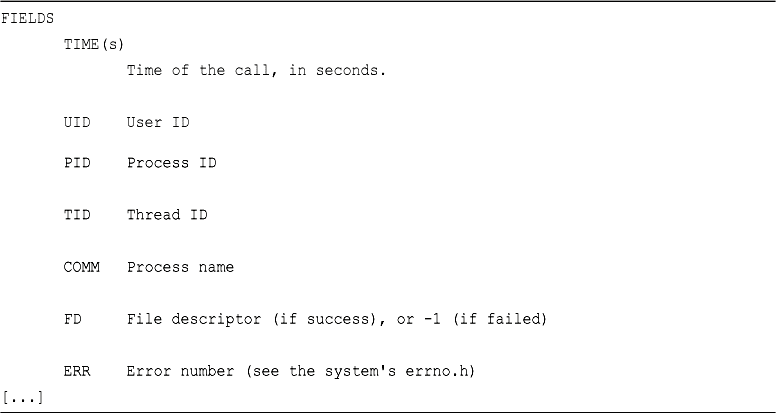 FIELDS
TIME(s)
Time of the call, in seconds.
UID User ID
PID Process ID
TID Thread ID
COMM Process name
FD File descriptor (if success), or -1 (if failed)
ERR Error number (see the system's errno.h)
[...]